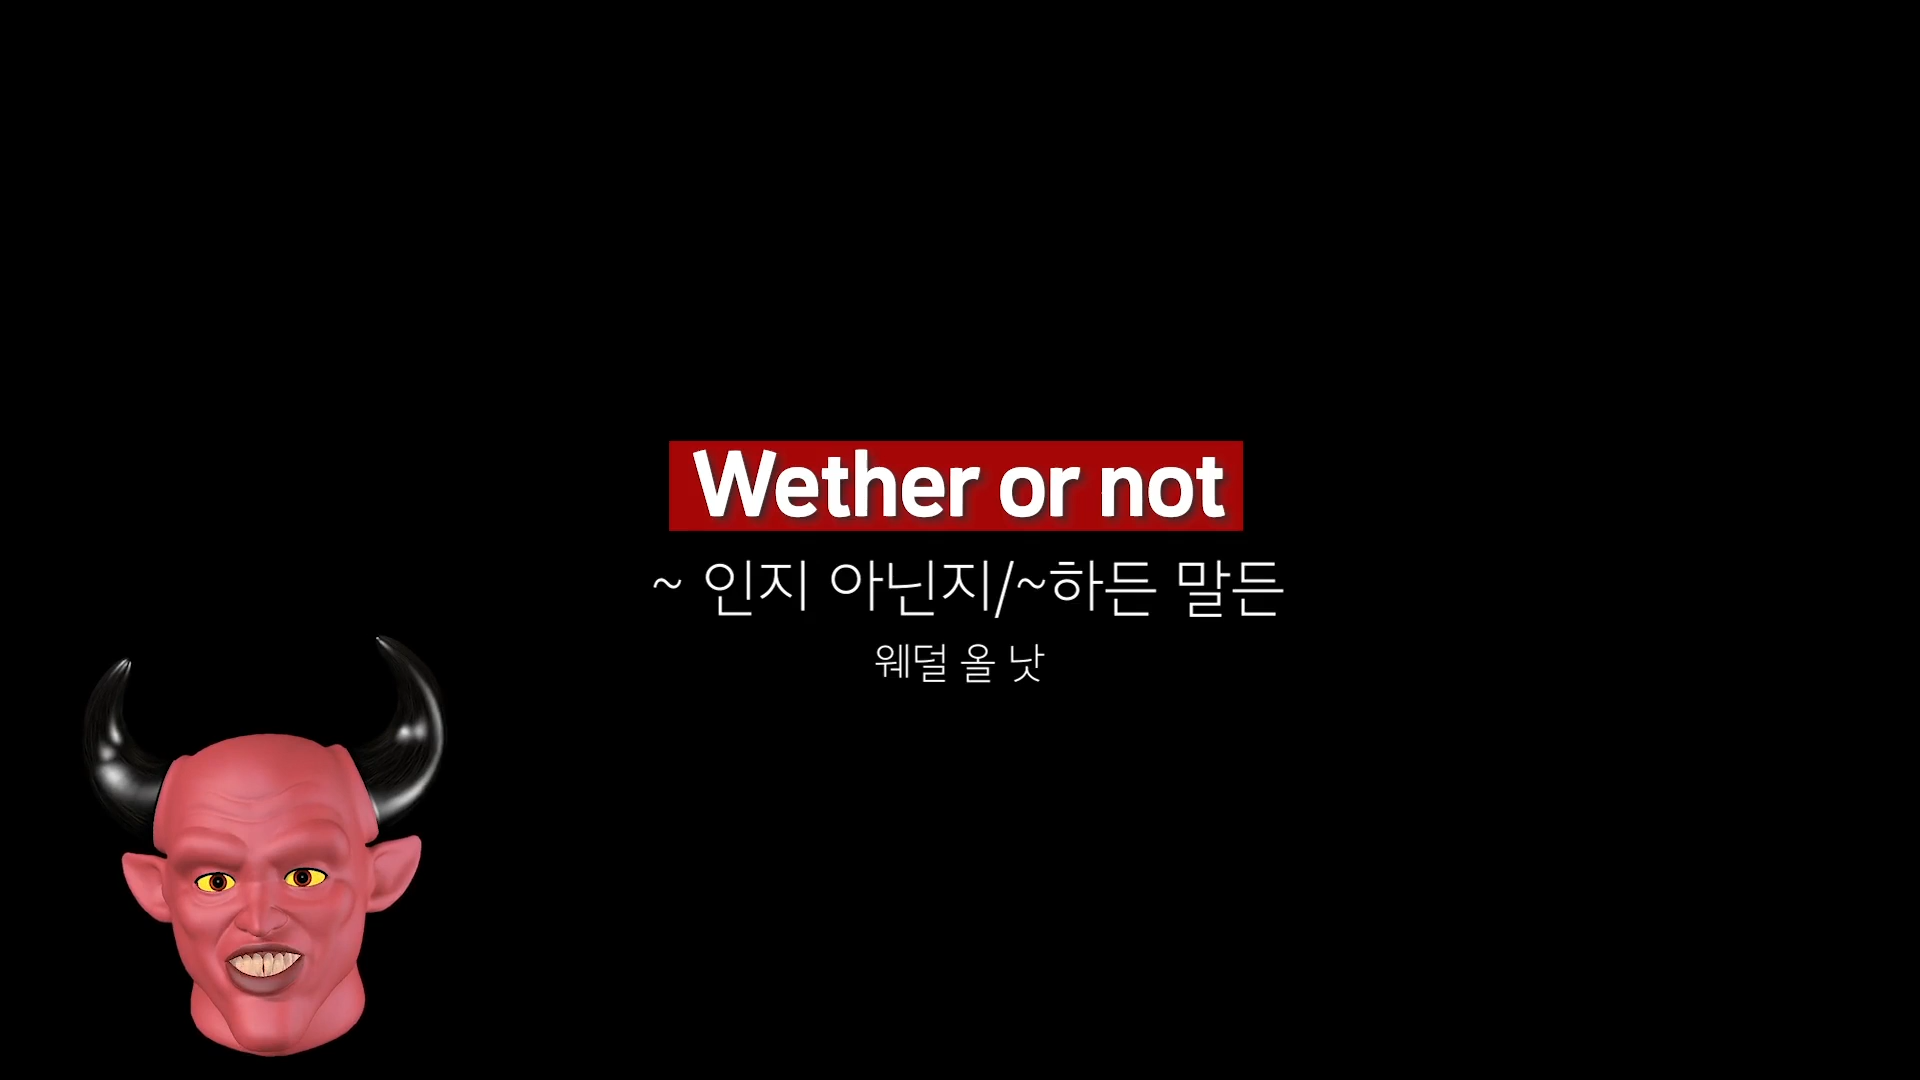 Wether or not
~ 인지 아닌지/~하든 말든
웨덜 올 낫